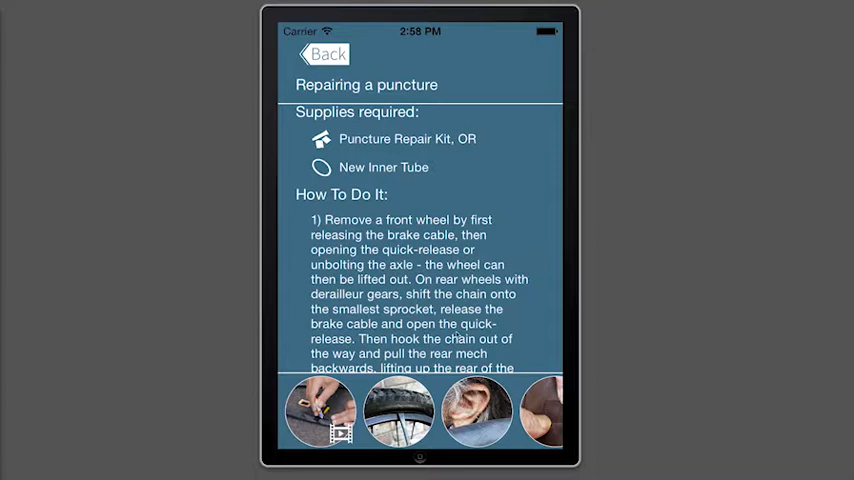 Carrier
2:58 PM
Back
Repairing a puncture
Supplies required:
Puncture Repair Kit, OR
New Inner Tube
How To Do It:
1) Remove a front wheel by first
releasing the brake cable, then
opening the quick-release or
unbolting the axle - the wheel can
then be lifted out. On rear wheels with
derailleur gears, shift the chain onto
the smallest sprocket, release the
brake cable and open the quick-
release. Then hook the chain out of
the way and pull the rear mech
backwards, lifting up the rear of the